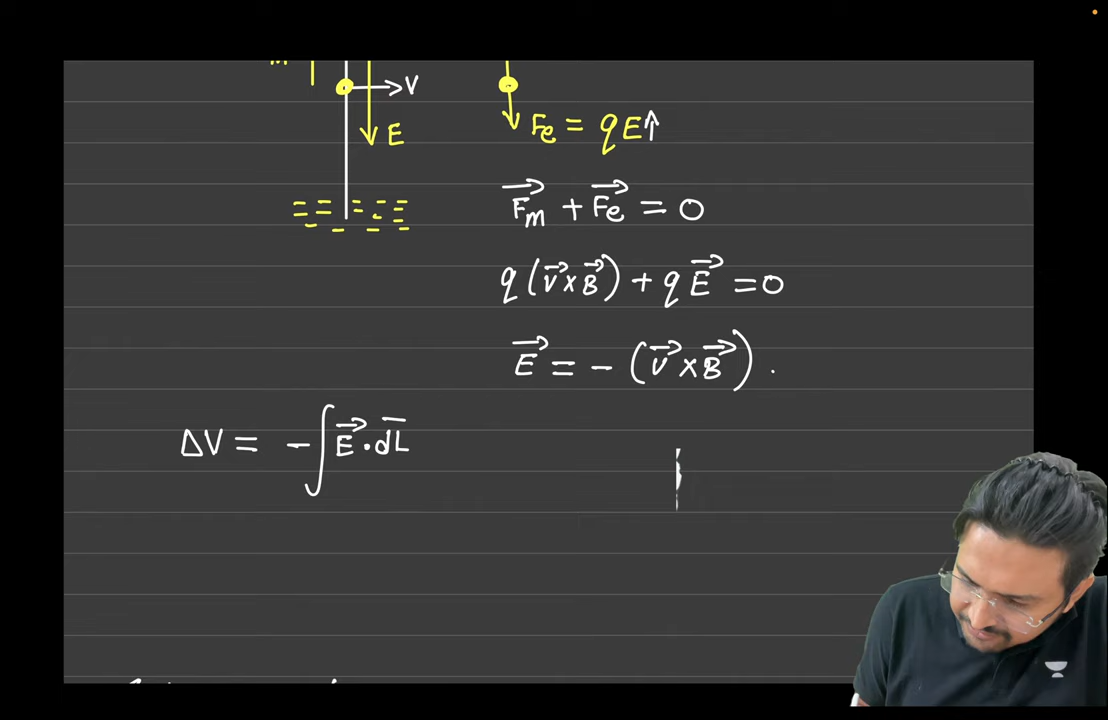 V
E
Fe = qE↑
Fm + Fe = 0
q(v⃗×B⃗) + qE⃗ = 0
E⃗ = - (v⃗×B⃗).
ΔV = -∫E⃗·dL̅